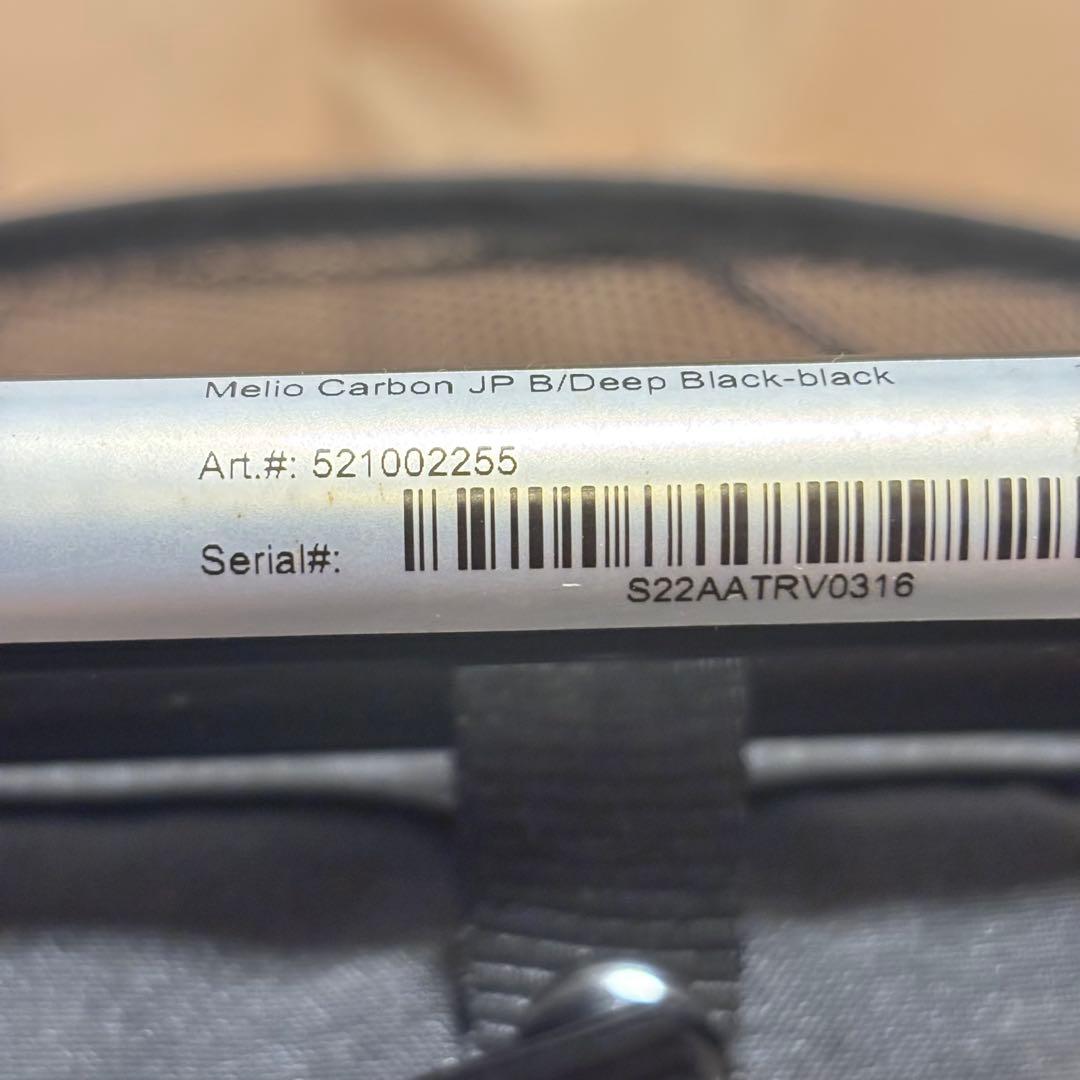 Melio Carbon JP B/Deep Black-black
Art.#: 521002255
Serial#:
S22AATRV0316